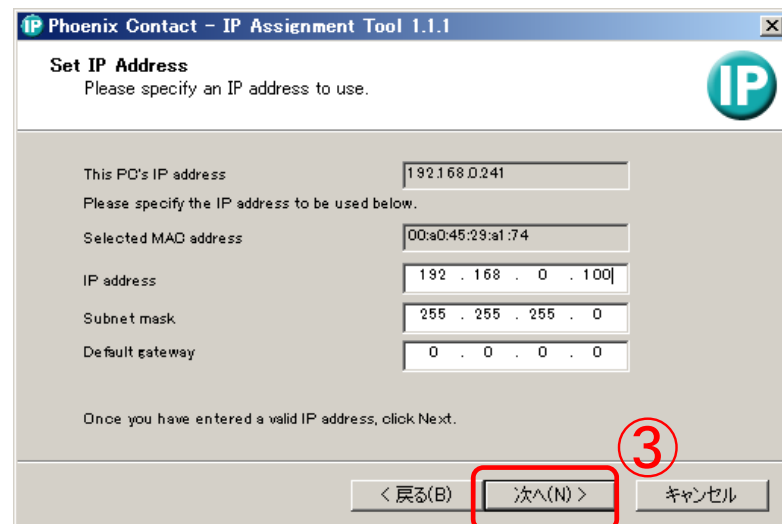 IP Phoenix Contact - IP Assignment Tool 1.1.1
Set IP Address
Please specify an IP address to use.
IP
This PC's IP address 192.168.0.241
Please specify the IP address to be used below.
Selected MAC address 00:a0:45:29:a1:74
IP address 192 . 168 . 0 . 100
Subnet mask 255 . 255 . 255 . 0
Default gateway 0 . 0 . 0 . 0
Once you have entered a valid IP address, click Next.
③
< 戻る(B) 次へ(N) > キャンセル